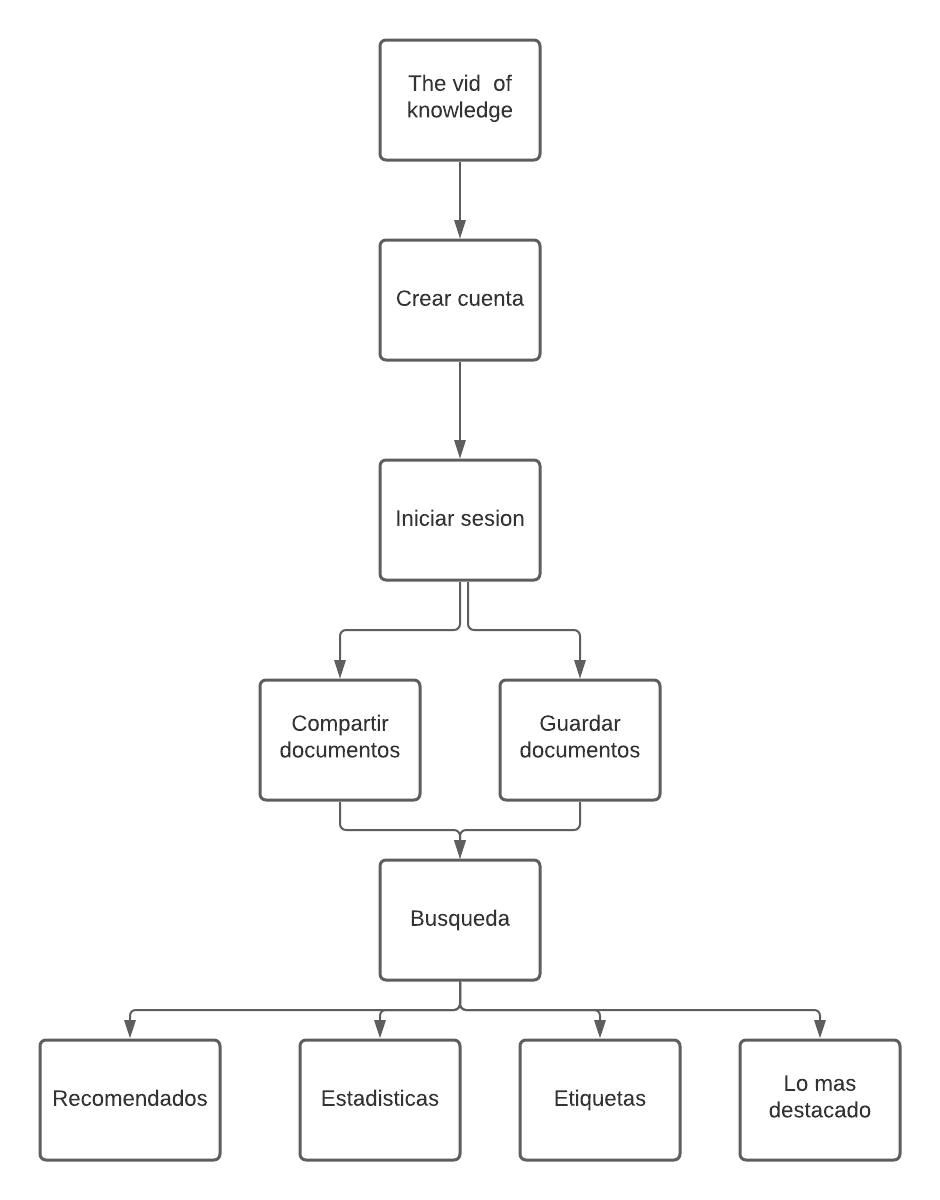 The vid  of
knowledge
Crear cuenta
Iniciar sesion
Compartir
documentos
Guardar
documentos
Busqueda
Recomendados
Estadisticas
Etiquetas
Lo mas
destacado